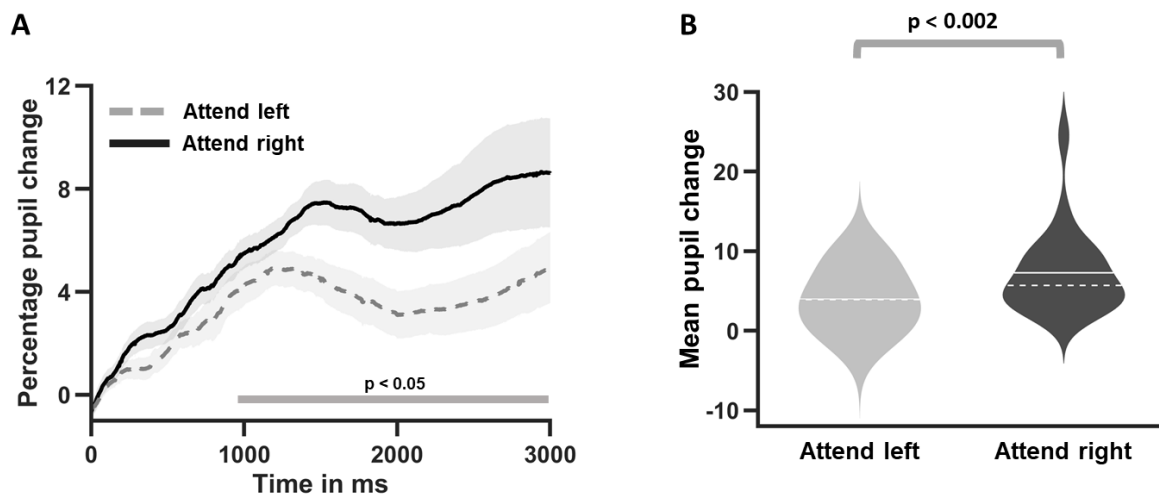 A
Percentage pupil change
12
8
4
0
Attend left
Attend right
p < 0.05
0 1000 2000 3000
Time in ms
B
p < 0.002
Mean pupil change
30
20
10
0
-10
Attend left Attend right